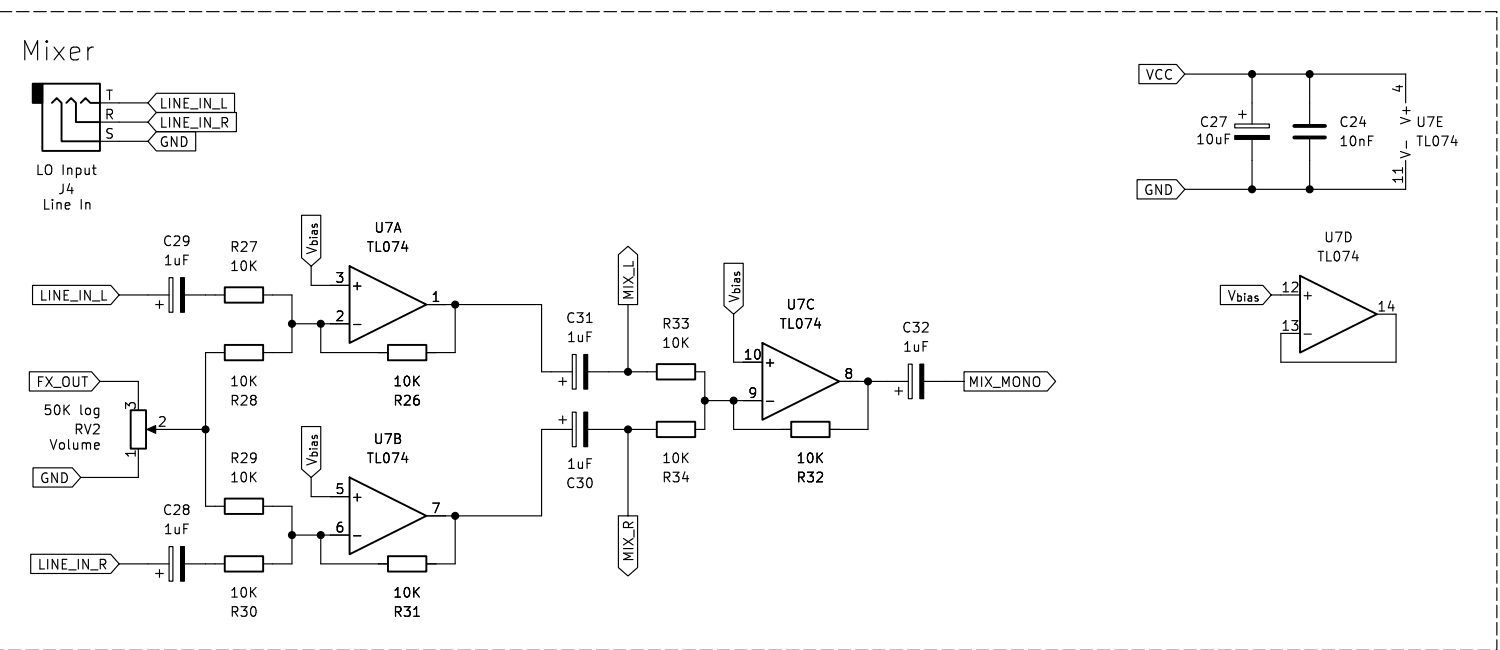 Mixer
T
LINE_IN_L
R
LINE_IN_R
S
GND
LO Input
J4
Line In
VCC
GND
C27
10uF
C24
10nF
4
V+
V-
11
U7E
TL074
C29
1uF
R27
10K
LINE_IN_L
Vbias
U7A
TL074
3
+
2
-
1
10K
R28
10K
R26
FX_OUT
50K log
RV2
Volume
3
2
1
GND
R29
10K
C28
1uF
LINE_IN_R
10K
R30
Vbias
U7B
TL074
5
+
6
-
7
10K
R31
C31
1uF
+
MIX_L
R33
10K
+
1uF
C30
MIX_R
10K
R34
Vbias
U7C
TL074
10
+
9
-
8
10K
R32
C32
1uF
+
MIX_MONO
U7D
TL074
Vbias
12
+
13
-
14
+
+
+